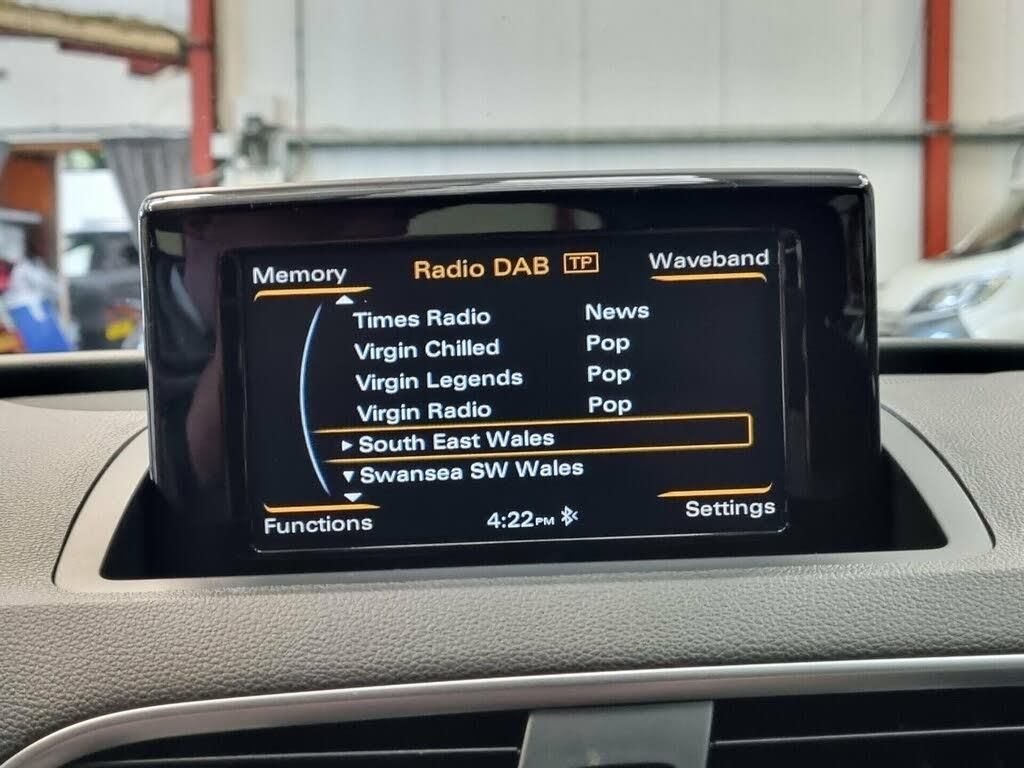 Memory
Radio DAB TP
Waveband
Times Radio News
Virgin Chilled Pop
Virgin Legends Pop
Virgin Radio Pop
South East Wales
Swansea SW Wales
Functions
4:22PM
Settings